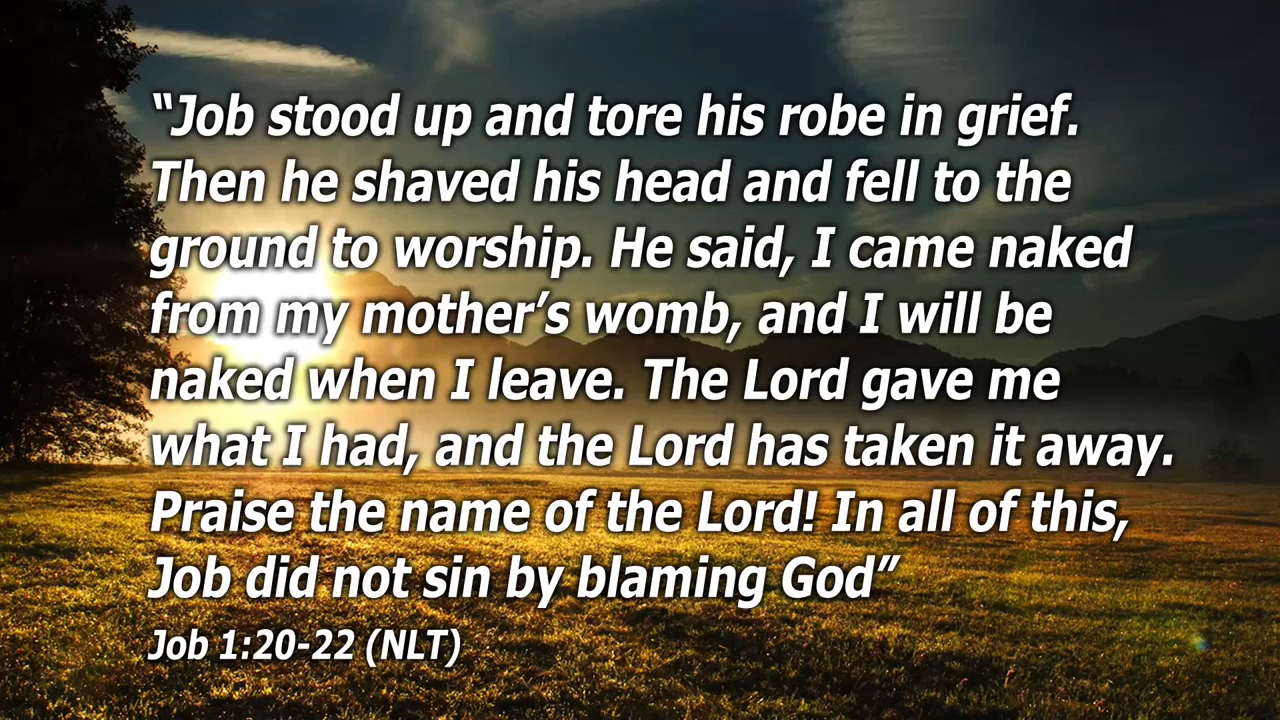 “Job stood up and tore his robe in grief.
Then he shaved his head and fell to the
ground to worship. He said, I came naked
from my mother’s womb, and I will be
naked when I leave. The Lord gave me
what I had, and the Lord has taken it away.
Praise the name of the Lord! In all of this,
Job did not sin by blaming God”
Job 1:20-22 (NLT)